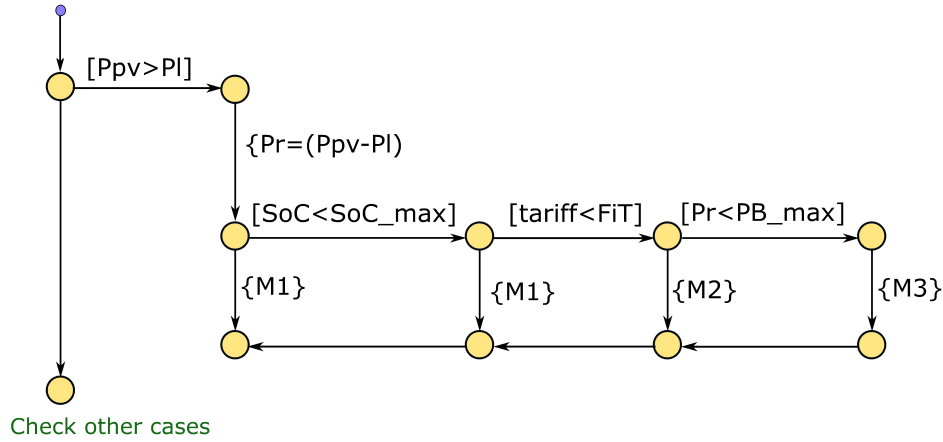 [Ppv>Pl]
{Pr=(Ppv-Pl)
[SoC<SoC_max]
[tariff<FiT]
[Pr<PB_max]
{M1}
{M1}
{M2}
{M3}
Check other cases